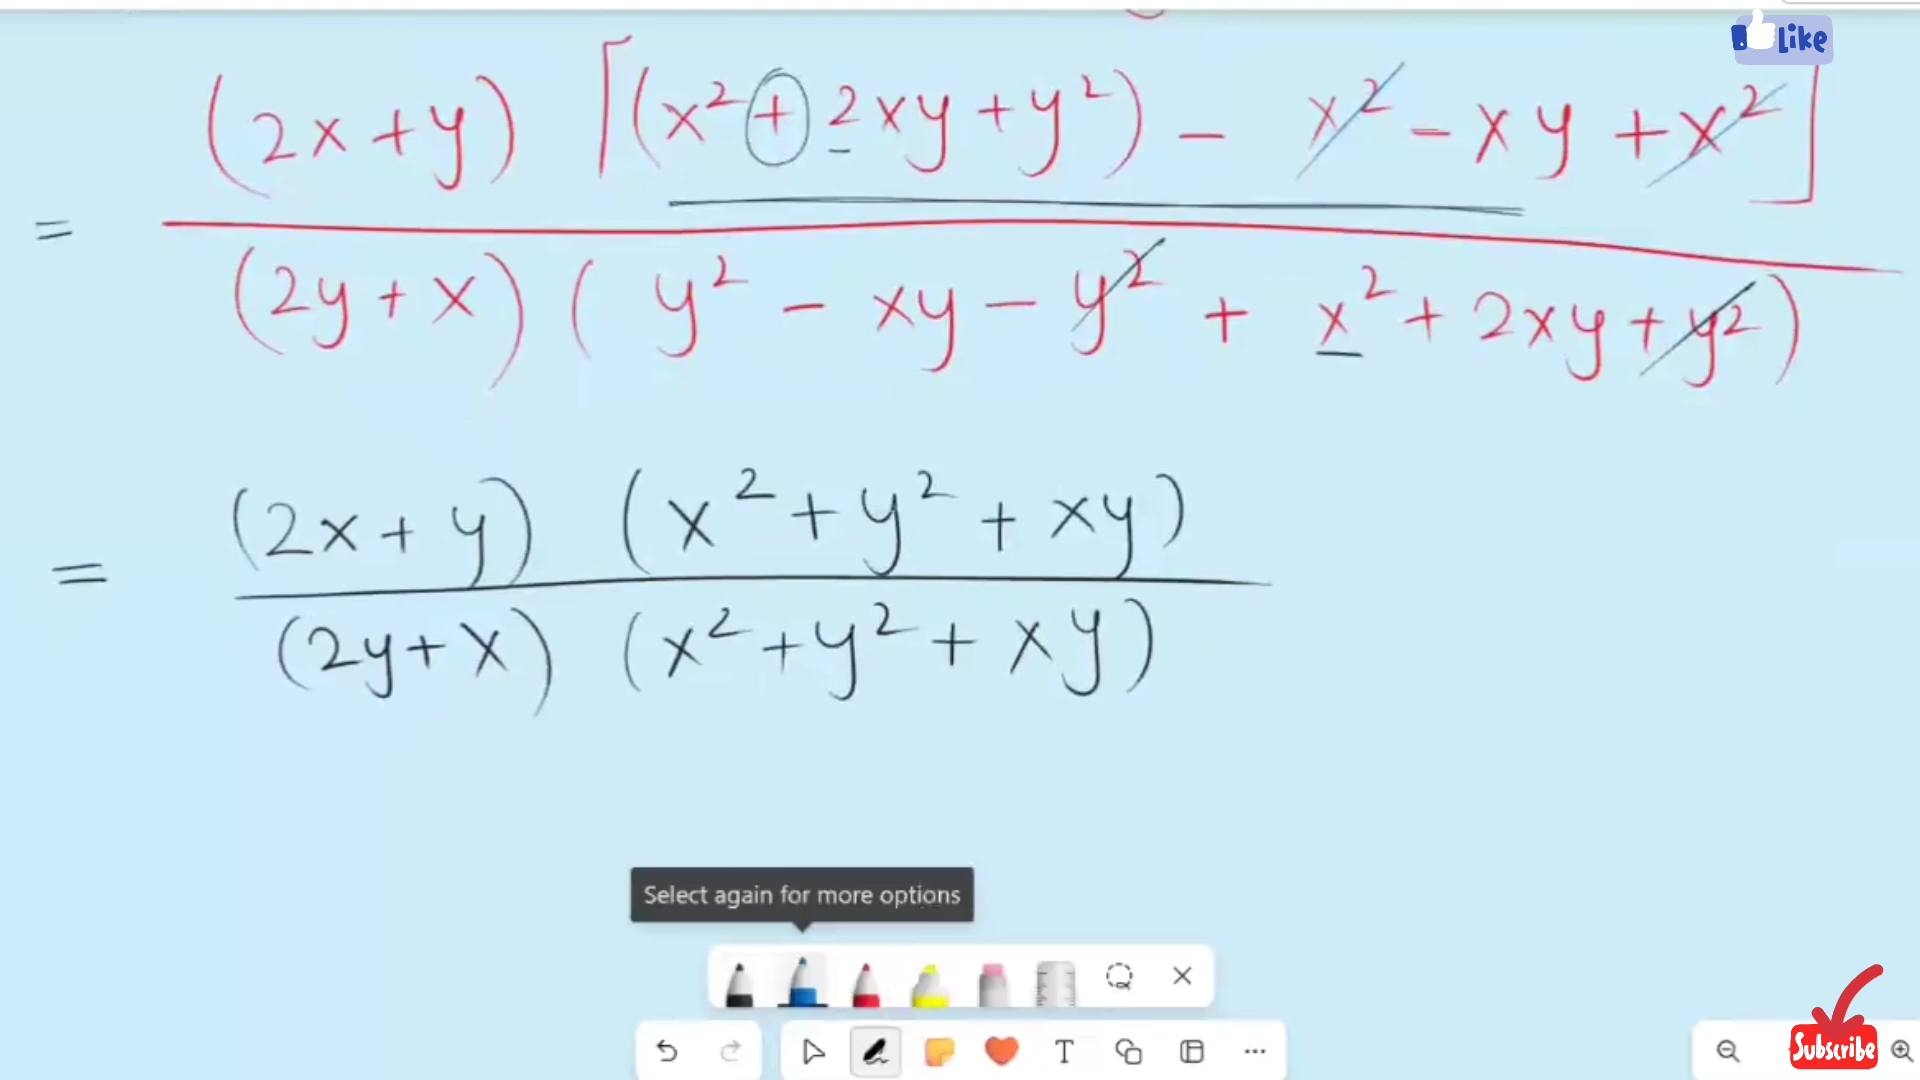 Like
(2x+y) [(x²+2xy+y²) - x² - xy + x²]
=
(2y+x) ( y² - xy - y² + x² + 2xy + y²)
(2x+y) (x²+y²+xy)
=
(2y+x) (x²+y²+xy)
Select again for more options
T
Subscribe